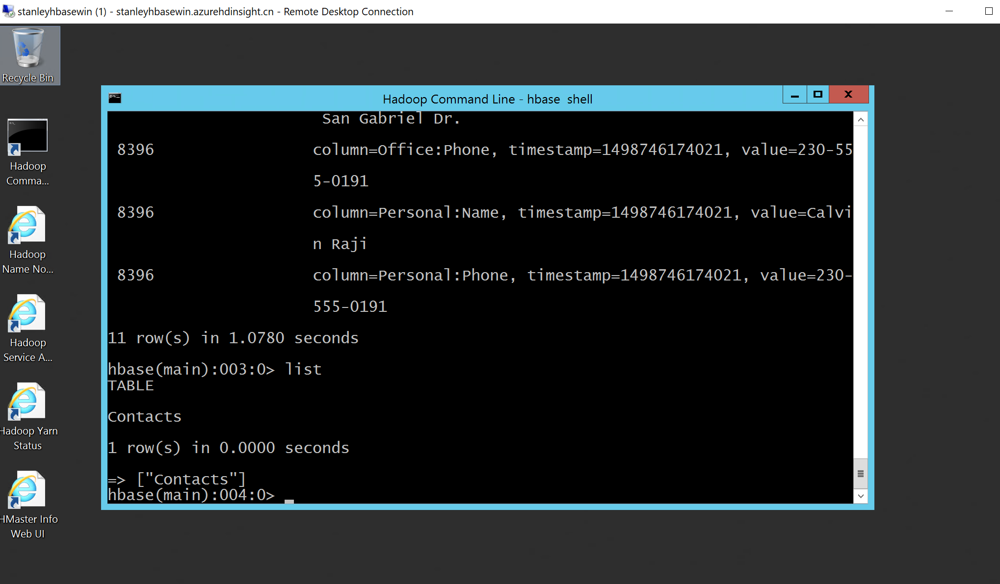 stanleyhbasewin (1) - stanleyhbasewin.azurehdinsight.cn - Remote Desktop Connection
Recycle Bin
Hadoop
Comma...
Hadoop
Name No...
Hadoop
Service A...
Hadoop Yarn
Status
HMaster Info
Web UI
Hadoop Command Line - hbase  shell
San Gabriel Dr.
8396 column=Office:Phone, timestamp=1498746174021, value=230-55
5-0191
8396 column=Personal:Name, timestamp=1498746174021, value=Calvi
n Raji
8396 column=Personal:Phone, timestamp=1498746174021, value=230-
555-0191
11 row(s) in 1.0780 seconds
hbase(main):003:0> list
TABLE
Contacts
1 row(s) in 0.0000 seconds
=> ["Contacts"]
hbase(main):004:0>